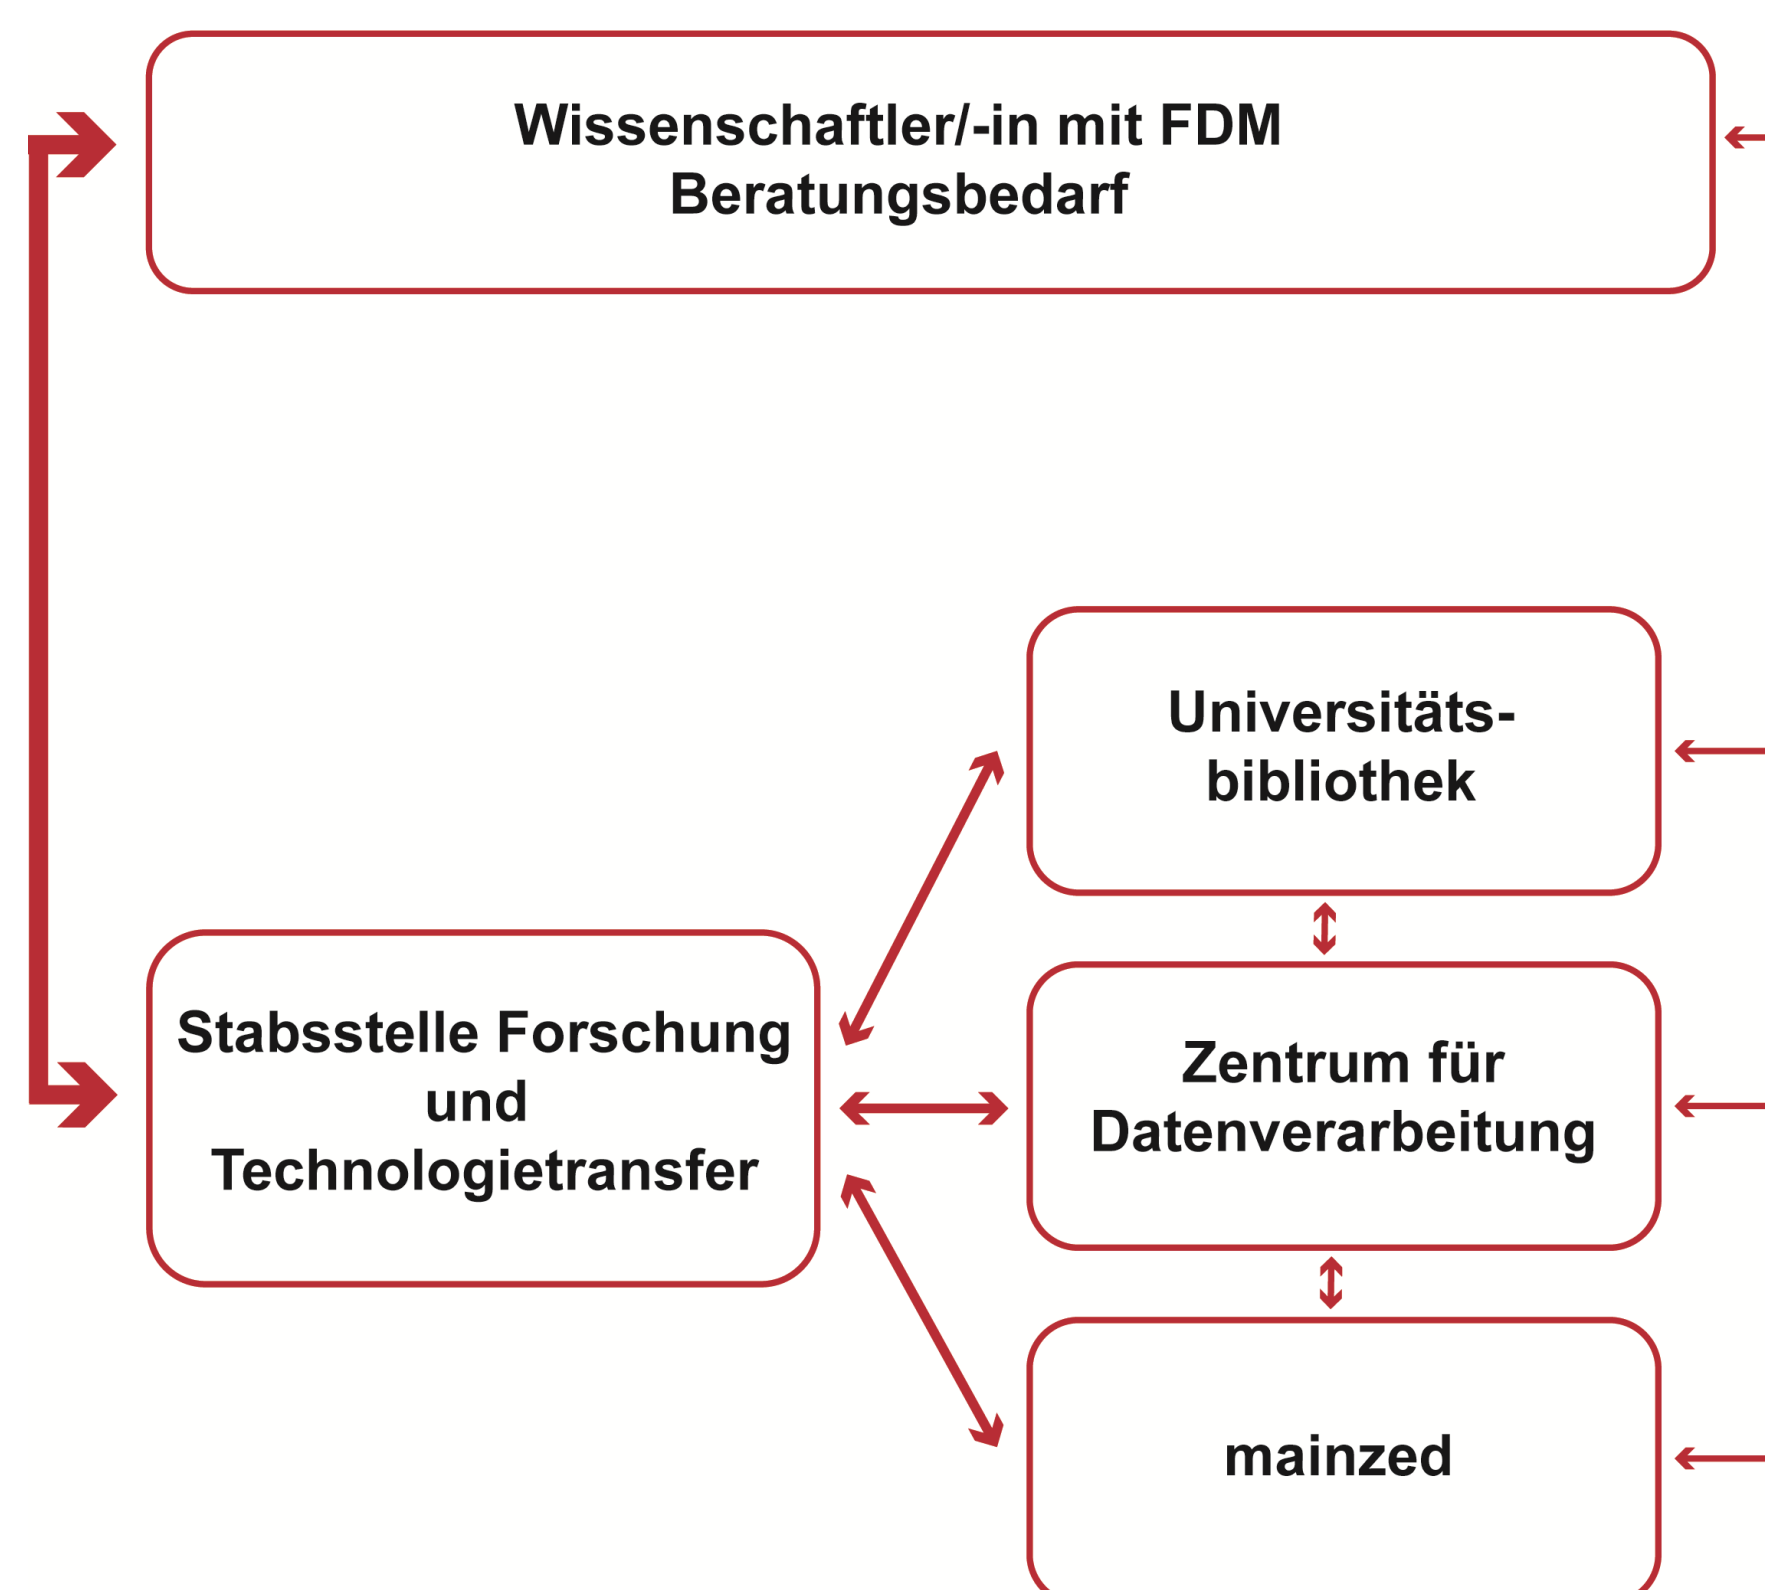 Wissenschaftler/-in mit FDM
Beratungsbedarf
Universitäts-
bibliothek
Stabsstelle Forschung
und
Technologietransfer
Zentrum für
Datenverarbeitung
mainzed